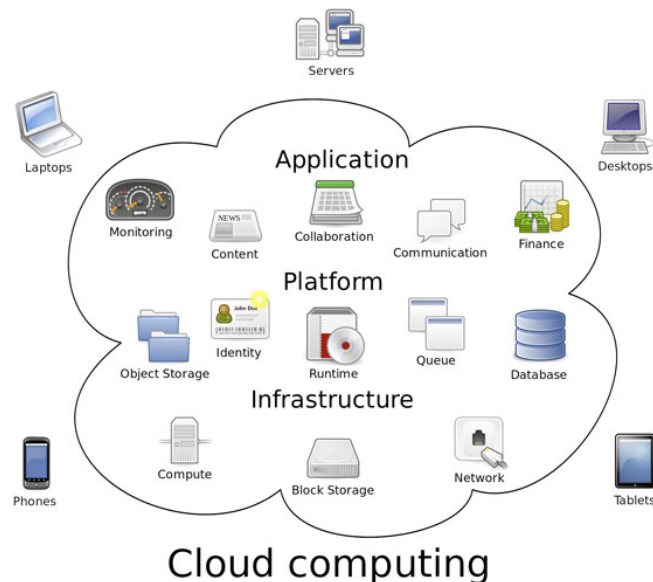 Servers
Laptops
Desktops
Application
Monitoring
NEWS
Content
Collaboration
Communication
Finance
Platform
John Doe
Object Storage
Identity
Runtime
Queue
Database
Infrastructure
Compute
Block Storage
Network
Phones
Tablets
Cloud computing